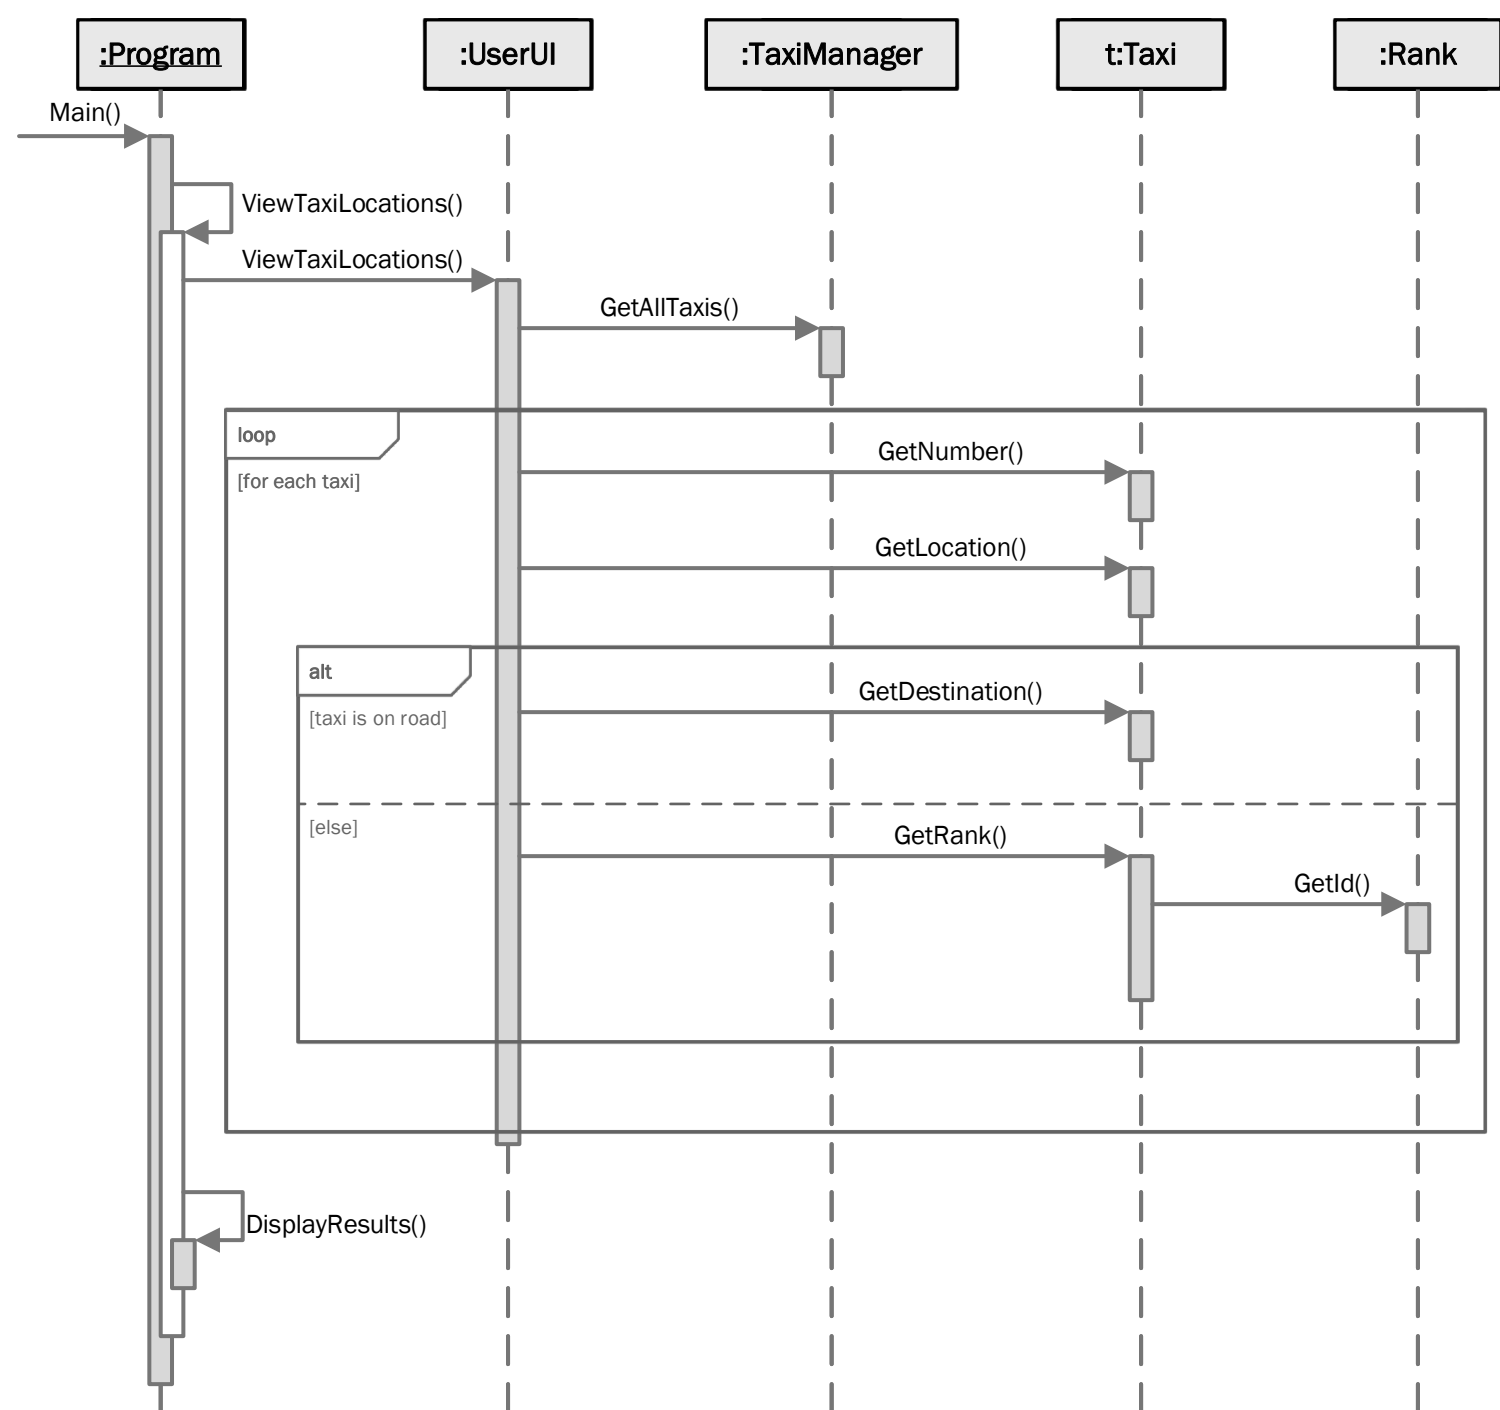 :Program
:UserUI
:TaxiManager
t:Taxi
:Rank
Main()
ViewTaxiLocations()
ViewTaxiLocations()
GetAllTaxis()
loop
[for each taxi]
GetNumber()
GetLocation()
alt
[taxi is on road]
GetDestination()
[else]
GetRank()
GetId()
DisplayResults()